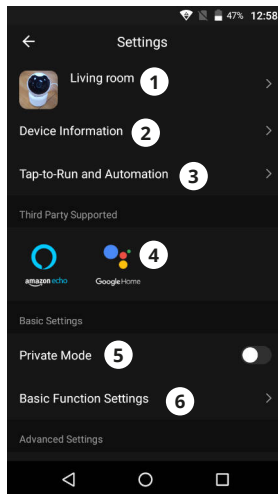 47% 12:58
Settings
Living room 1
Device Information 2
Tap-to-Run and Automation 3
Third Party Supported
4
amazon echo Google Home
Basic Settings
Private Mode 5
Basic Function Settings 6
Advanced Settings